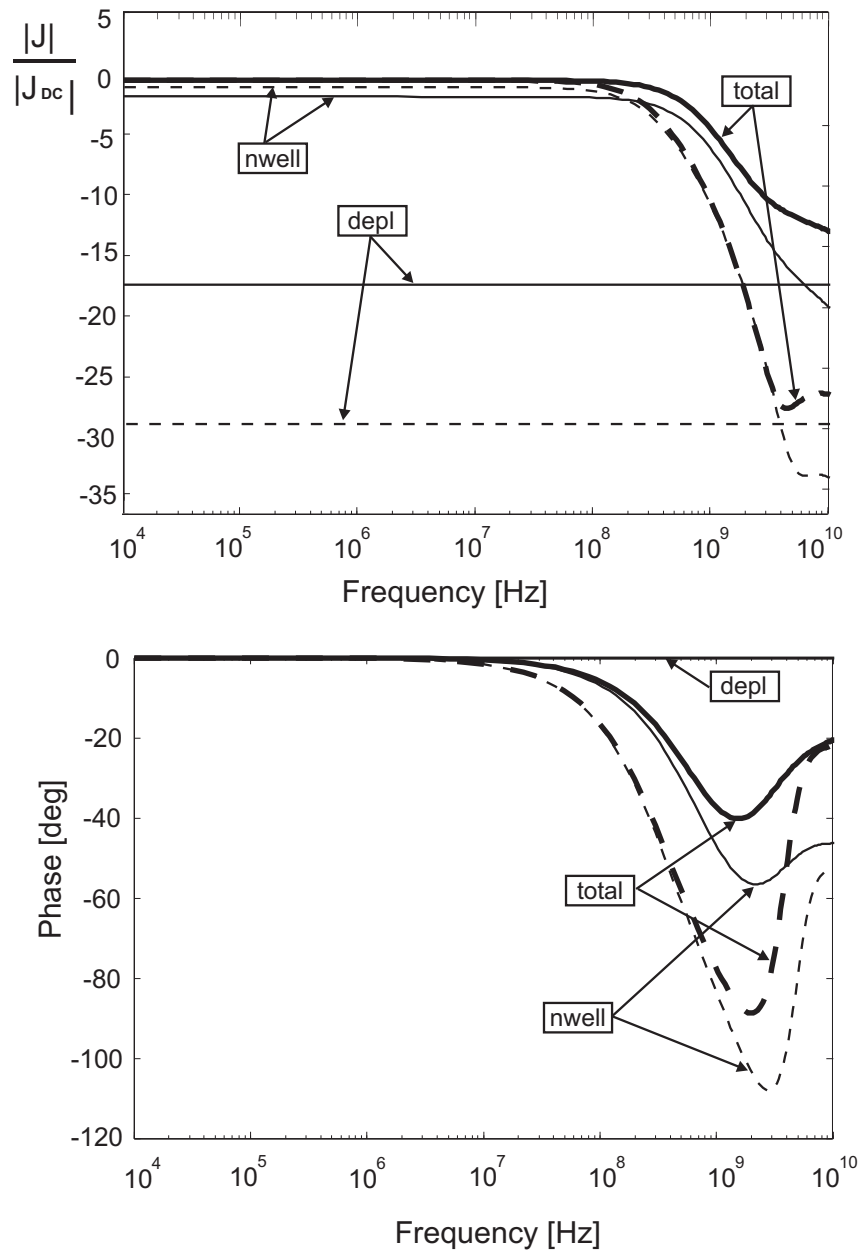 |J|
|J DC|
5
0
-5
-10
-15
-20
-25
-30
-35
total
nwell
depl
10^4 10^5 10^6 10^7 10^8 10^9 10^10
Frequency [Hz]
Phase [deg]
0
-20
-40
-60
-80
-100
-120
depl
total
nwell
10^4 10^5 10^6 10^7 10^8 10^9 10^10
Frequency [Hz]